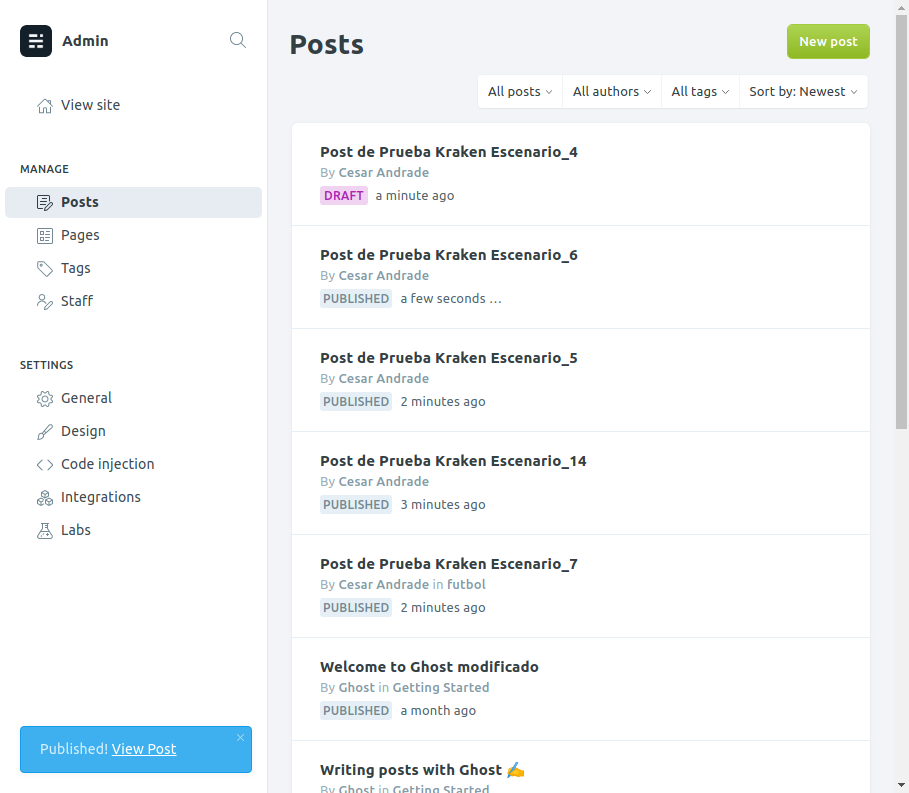 Admin
View site
MANAGE
Posts
Pages
Tags
Staff
SETTINGS
General
Design
Code injection
Integrations
Labs
Published! View Post ×
Posts
New post
All posts
All authors
All tags
Sort by: Newest
Post de Prueba Kraken Escenario_4
By Cesar Andrade
DRAFT a minute ago
Post de Prueba Kraken Escenario_6
By Cesar Andrade
PUBLISHED a few seconds …
Post de Prueba Kraken Escenario_5
By Cesar Andrade
PUBLISHED 2 minutes ago
Post de Prueba Kraken Escenario_14
By Cesar Andrade
PUBLISHED 3 minutes ago
Post de Prueba Kraken Escenario_7
By Cesar Andrade in futbol
PUBLISHED 2 minutes ago
Welcome to Ghost modificado
By Ghost in Getting Started
PUBLISHED a month ago
Writing posts with Ghost ✍️
By Ghost in Getting Started